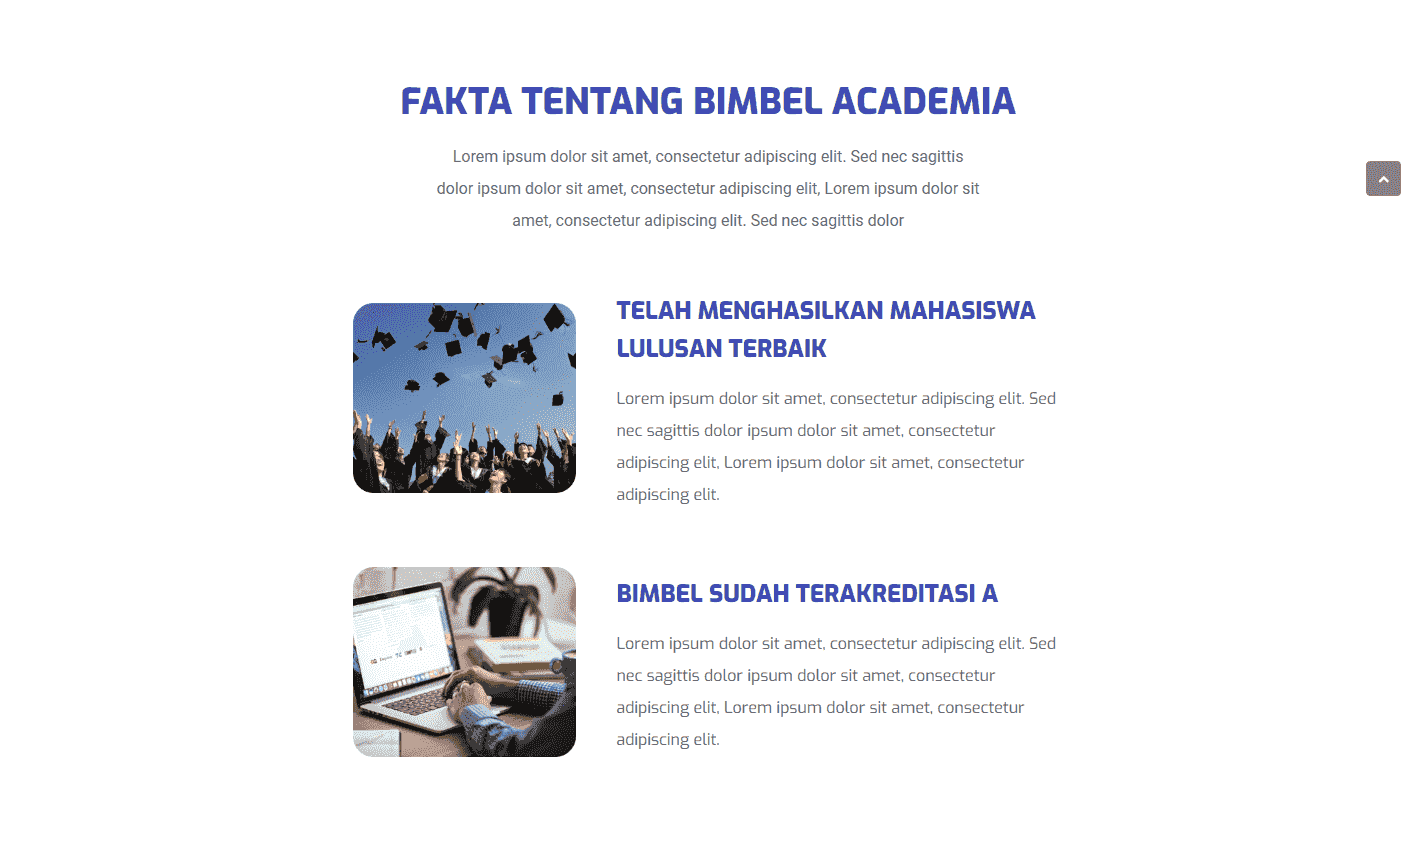 FAKTA TENTANG BIMBEL ACADEMIA
Lorem ipsum dolor sit amet, consectetur adipiscing elit. Sed nec sagittis
dolor ipsum dolor sit amet, consectetur adipiscing elit, Lorem ipsum dolor sit
amet, consectetur adipiscing elit. Sed nec sagittis dolor
TELAH MENGHASILKAN MAHASISWA
LULUSAN TERBAIK
Lorem ipsum dolor sit amet, consectetur adipiscing elit. Sed
nec sagittis dolor ipsum dolor sit amet, consectetur
adipiscing elit, Lorem ipsum dolor sit amet, consectetur
adipiscing elit.
BIMBEL SUDAH TERAKREDITASI A
Lorem ipsum dolor sit amet, consectetur adipiscing elit. Sed
nec sagittis dolor ipsum dolor sit amet, consectetur
adipiscing elit, Lorem ipsum dolor sit amet, consectetur
adipiscing elit.